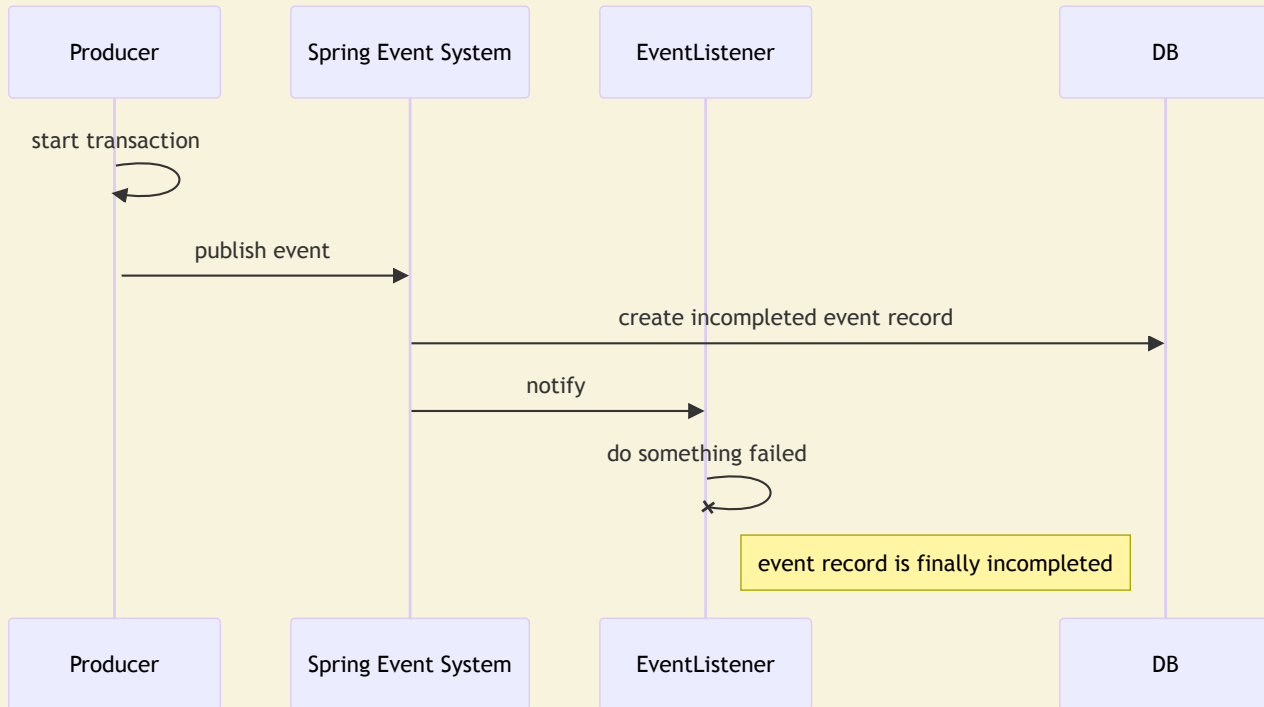 Producer
Spring Event System
EventListener
DB
start transaction
publish event
create incompleted event record
notify
do something failed
event record is finally incompleted
Producer
Spring Event System
EventListener
DB